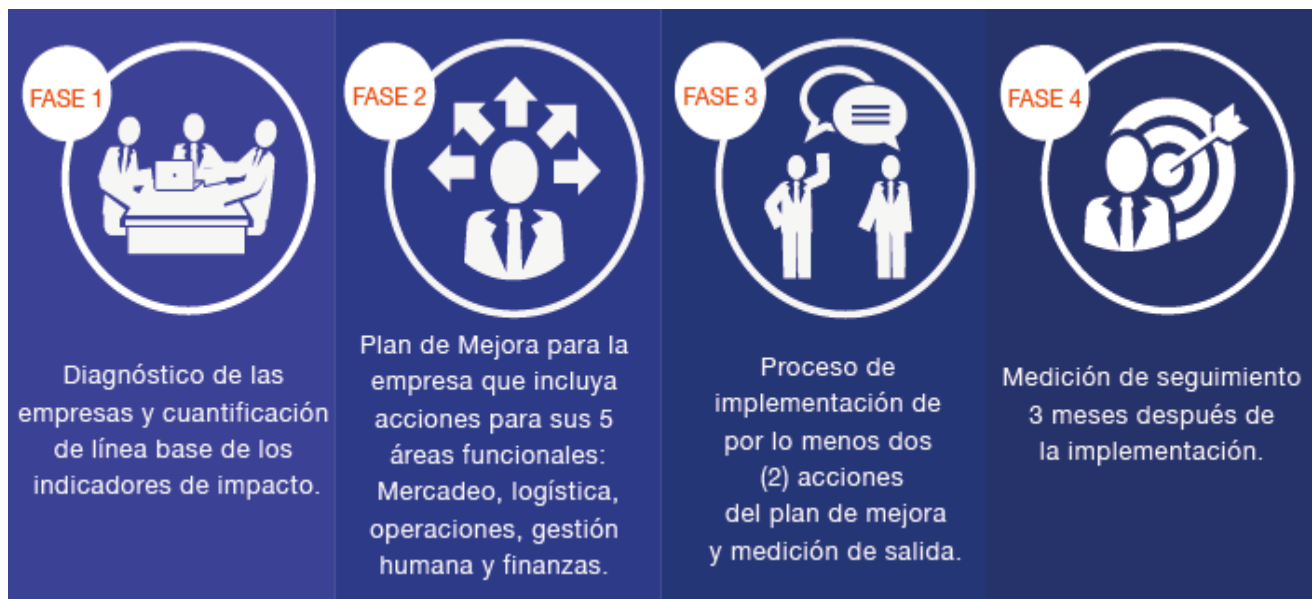 FASE 1
Diagnóstico de las
empresas y cuantificación
de línea base de los
indicadores de impacto.
FASE 2
Plan de Mejora para la
empresa que incluya
acciones para sus 5
áreas funcionales:
Mercadeo, logística,
operaciones, gestión
humana y finanzas.
FASE 3
Proceso de
implementación de
por lo menos dos
(2) acciones
del plan de mejora
y medición de salida.
FASE 4
Medición de seguimiento
3 meses después de
la implementación.